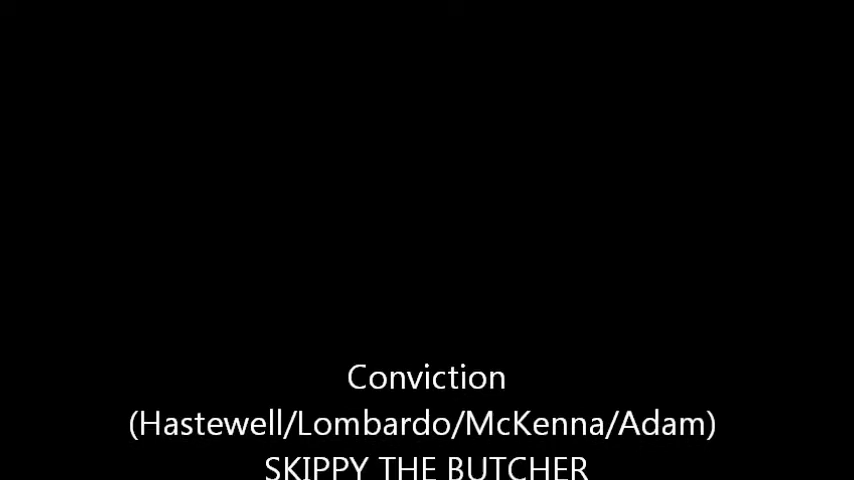 Conviction
(Hastewell/Lombardo/McKenna/Adam)
SKIPPY THE BUTCHER